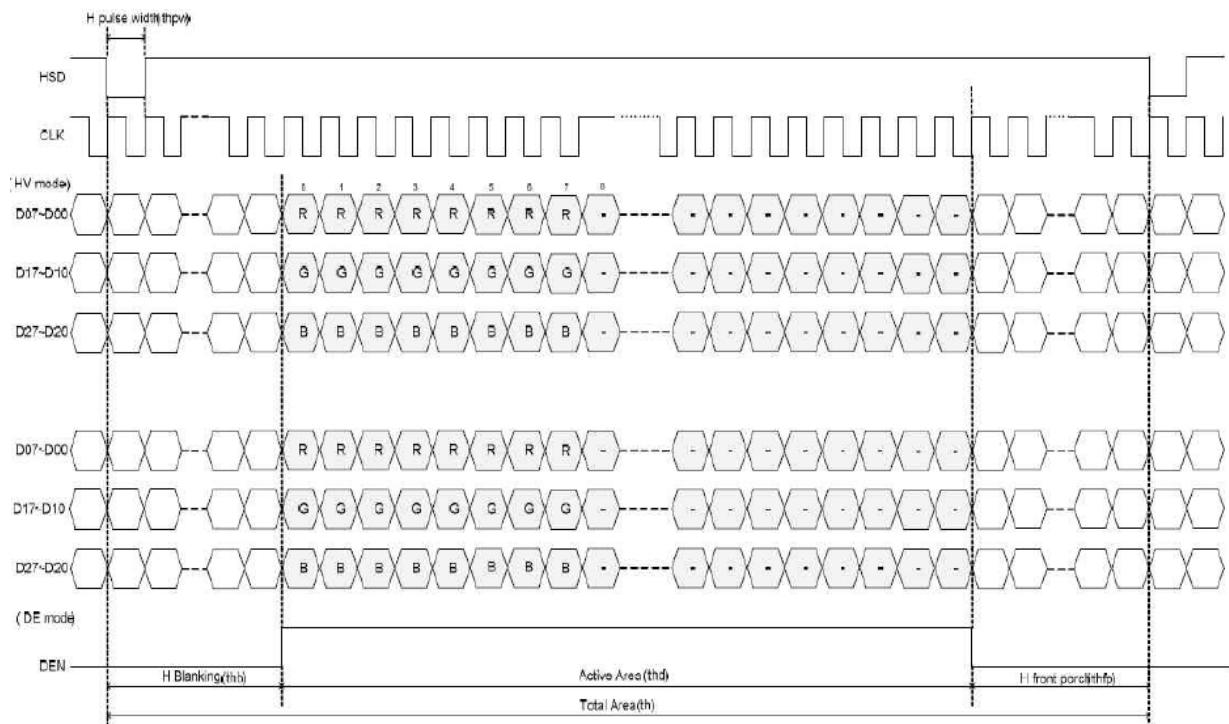 H pulse width(thpw)
HSD
CLK
(HV mode)
0 1 2 3 4 5 6 7 8
D07~D00 R R R R R R R R - - - - - - - - -
D17~D10 G G G G G G G G - - - - - - - - -
D27~D20 B B B B B B B B - - - - - - - - -
D07~D00 R R R R R R R R - - - - - - - - -
D17~D10 G G G G G G G G - - - - - - - - -
D27~D20 B B B B B B B B - - - - - - - - -
(DE mode)
DEN
H Blanking(thb) Active Area(thd) H front porch(thfp)
Total Area(th)